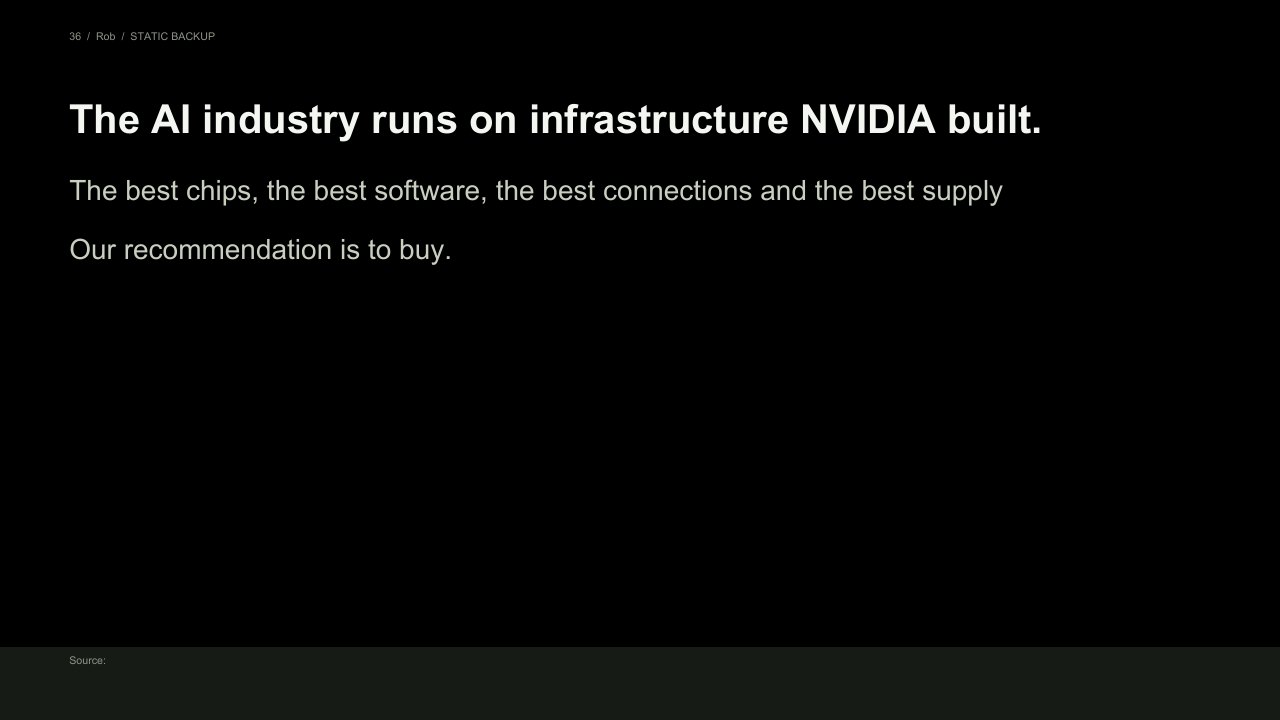 36 / Rob / STATIC BACKUP
The AI industry runs on infrastructure NVIDIA built.
The best chips, the best software, the best connections and the best supply
Our recommendation is to buy.
Source: